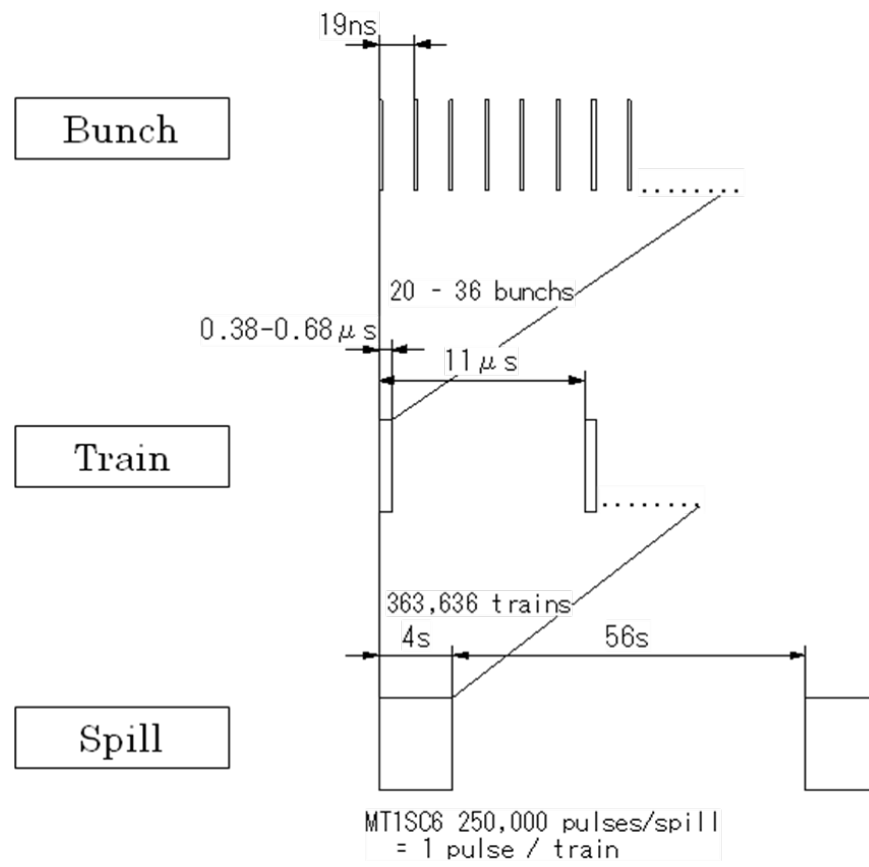 19ns
Bunch
20 - 36 bunchs
0.38-0.68μs
11μs
Train
363,636 trains
4s
56s
Spill
MT1SC6 250,000 pulses/spill
= 1 pulse / train